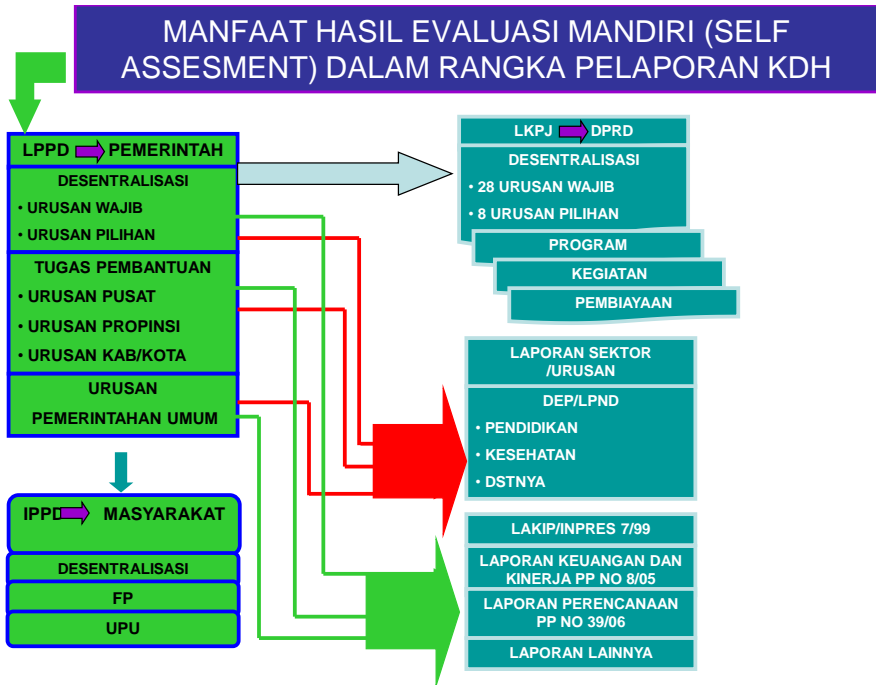 MANFAAT HASIL EVALUASI MANDIRI (SELF
ASSESMENT) DALAM RANGKA PELAPORAN KDH
LPPD PEMERINTAH
DESENTRALISASI
• URUSAN WAJIB
• URUSAN PILIHAN
TUGAS PEMBANTUAN
• URUSAN PUSAT
• URUSAN PROPINSI
• URUSAN KAB/KOTA
URUSAN
PEMERINTAHAN UMUM
IPPD MASYARAKAT
DESENTRALISASI
FP
UPU
LKPJ DPRD
DESENTRALISASI
• 28 URUSAN WAJIB
• 8 URUSAN PILIHAN
PROGRAM
KEGIATAN
PEMBIAYAAN
LAPORAN SEKTOR
/URUSAN
DEP/LPND
• PENDIDIKAN
• KESEHATAN
• DSTNYA
LAKIP/INPRES 7/99
LAPORAN KEUANGAN DAN
KINERJA PP NO 8/05
LAPORAN PERENCANAAN
PP NO 39/06
LAPORAN LAINNYA